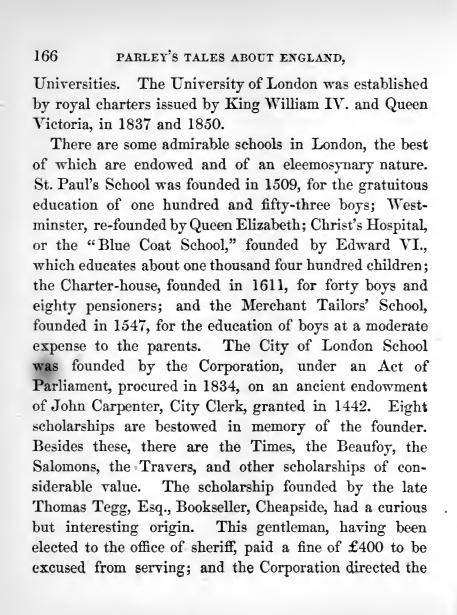 166 PARLEY'S TALES ABOUT ENGLAND,
Universities. The University of London was established
by royal charters issued by King William IV. and Queen
Victoria, in 1837 and 1850.
There are some admirable schools in London, the best
of which are endowed and of an eleemosynary nature.
St. Paul's School was founded in 1509, for the gratuitous
education of one hundred and fifty-three boys; West-
minster, re-founded by Queen Elizabeth; Christ's Hospital,
or the "Blue Coat School," founded by Edward VI.,
which educates about one thousand four hundred children;
the Charter-house, founded in 1611, for forty boys and
eighty pensioners; and the Merchant Tailors' School,
founded in 1547, for the education of boys at a moderate
expense to the parents. The City of London School
was founded by the Corporation, under an Act of
Parliament, procured in 1834, on an ancient endowment
of John Carpenter, City Clerk, granted in 1442. Eight
scholarships are bestowed in memory of the founder.
Besides these, there are the Times, the Beaufoy, the
Salomons, the Travers, and other scholarships of con-
siderable value. The scholarship founded by the late
Thomas Tegg, Esq., Bookseller, Cheapside, had a curious
but interesting origin. This gentleman, having been
elected to the office of sheriff, paid a fine of £400 to be
excused from serving; and the Corporation directed the